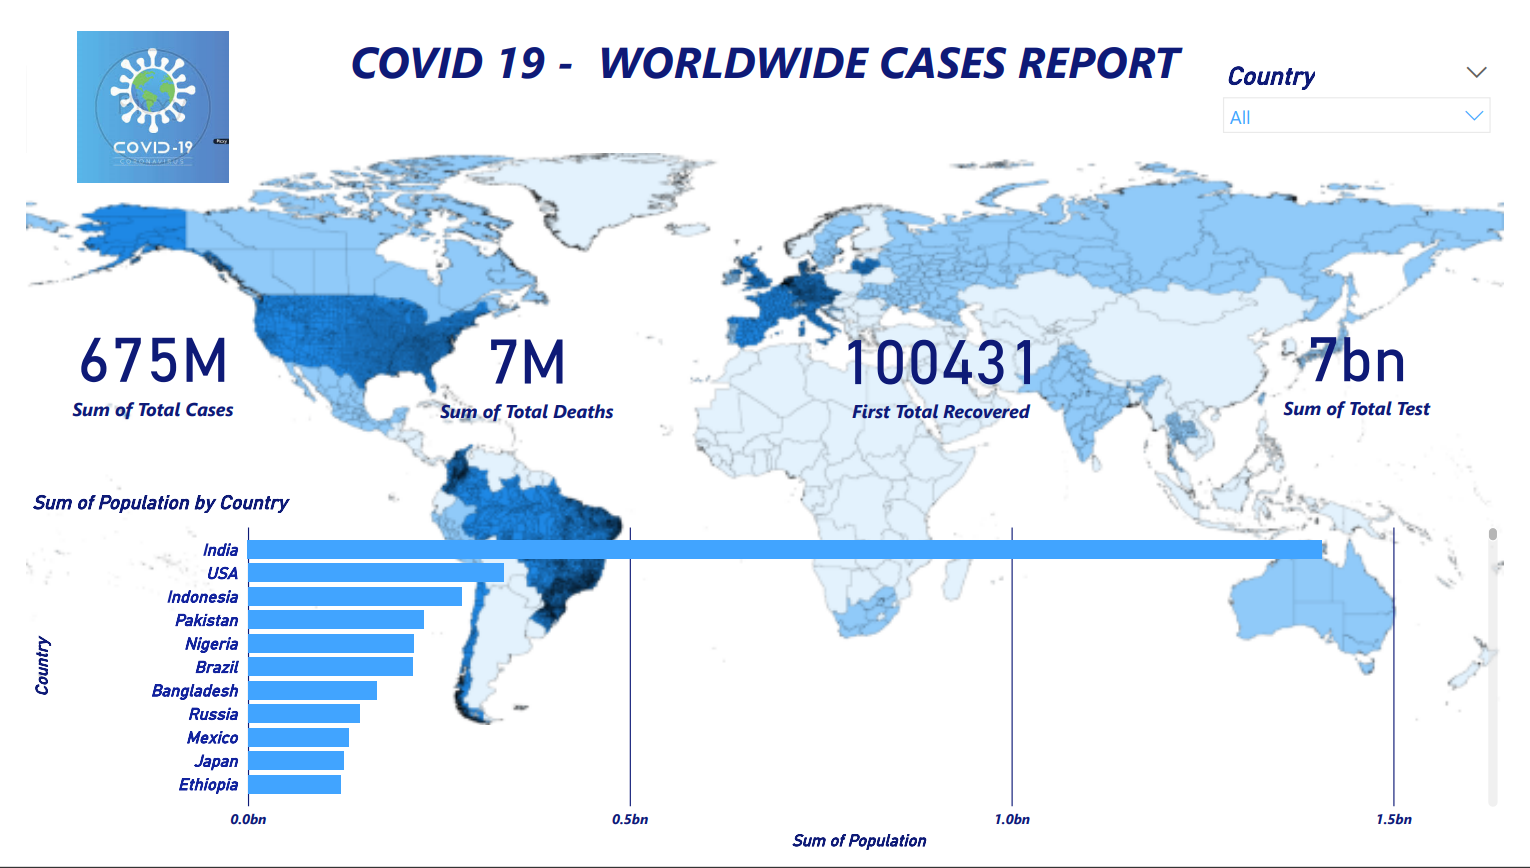 COVID 19 - WORLDWIDE CASES REPORT
COVID-19
CORONAVIRUS
Country
All
675M
Sum of Total Cases
7M
Sum of Total Deaths
100431
First Total Recovered
7bn
Sum of Total Test
Sum of Population by Country
Country
India
USA
Indonesia
Pakistan
Nigeria
Brazil
Bangladesh
Russia
Mexico
Japan
Ethiopia
0.0bn
0.5bn
1.0bn
1.5bn
Sum of Population